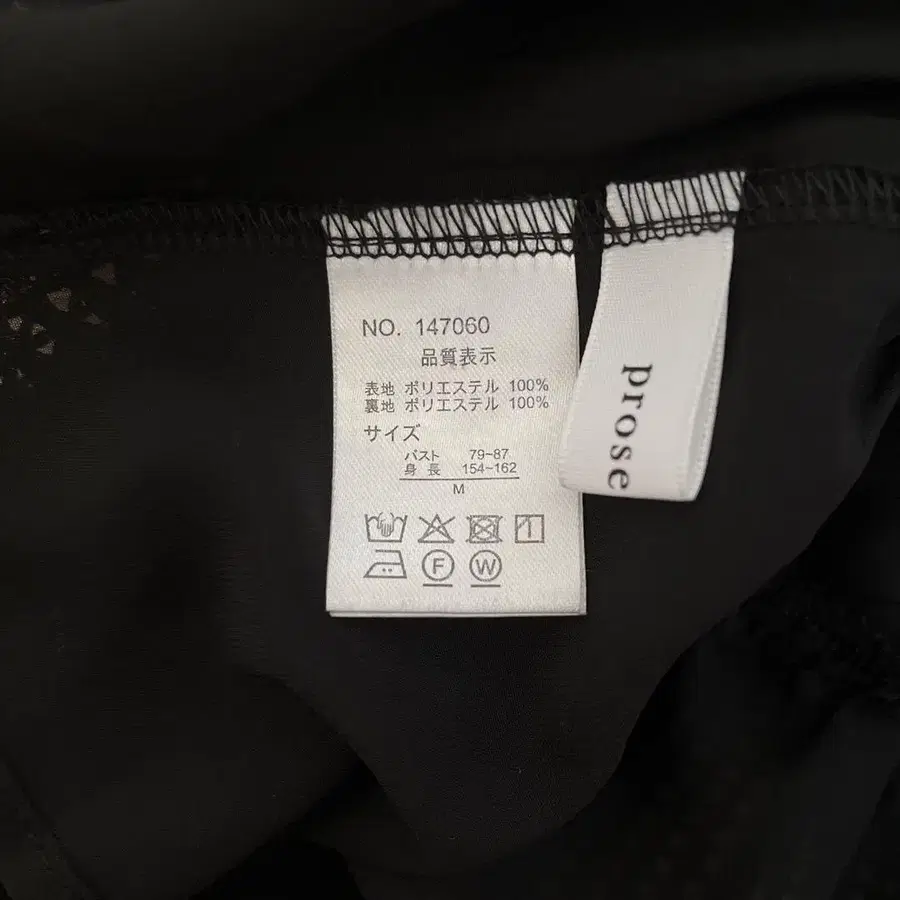 NO. 147060
品質表示
表地 ポリエステル 100%
裏地 ポリエステル 100%
サイズ
バスト 79~87
身長 154~162
M
F W
prose